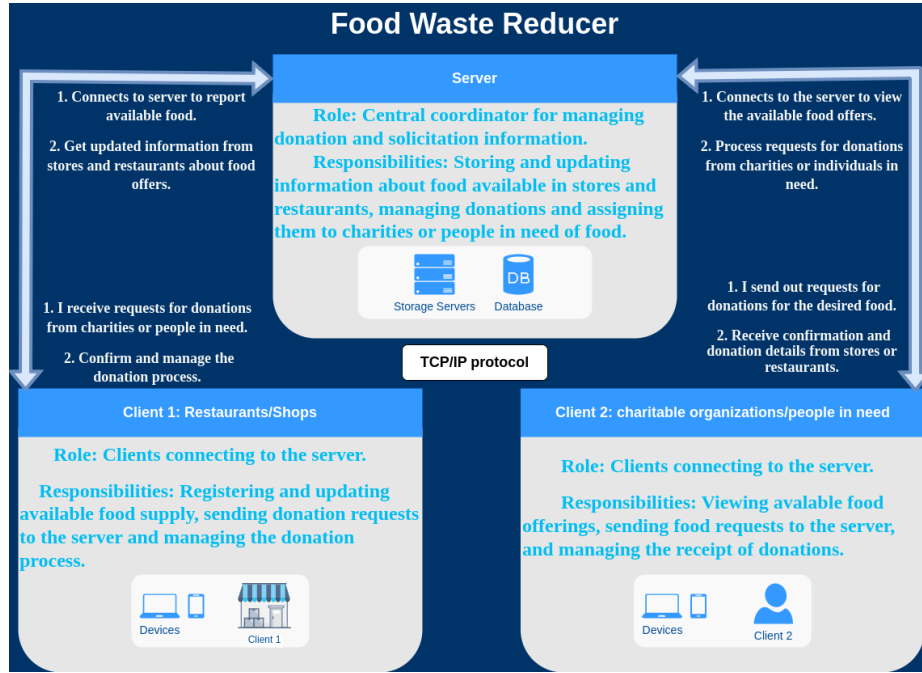 Food Waste Reducer
Server
1. Connects to server to report
available food.
2. Get updated information from
stores and restaurants about food
offers.
Role: Central coordinator for managing
donation and solicitation information.
Responsibilities: Storing and updating
information about food available in stores and
restaurants, managing donations and assigning
them to charities or people in need of food.
DB
Storage Servers
Database
1. Connects to the server to view
the available food offers.
2. Process requests for donations
from charities or individuals in
need.
1. I receive requests for donations
from charities or people in need.
2. Confirm and manage the
donation process.
TCP/IP protocol
1. I send out requests for
donations for the desired food.
2. Receive confirmation and
donation details from stores or
restaurants.
Client 1: Restaurants/Shops
Role: Clients connecting to the server.
Responsibilities: Registering and updating
available food supply, sending donation requests
to the server and managing the donation
process.
Devices
Client 1
Client 2: charitable organizations/people in need
Role: Clients connecting to the server.
Responsibilities: Viewing avalable food
offerings, sending food requests to the server,
and managing the receipt of donations.
Devices
Client 2